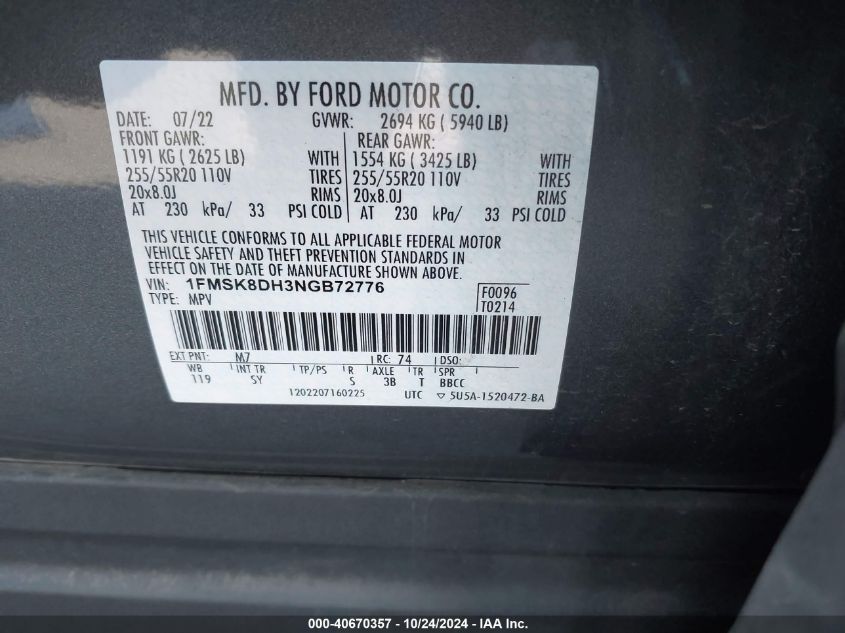 MFD. BY FORD MOTOR CO.
DATE: 07/22 GVWR: 2694 KG ( 5940 LB)
FRONT GAWR: REAR GAWR:
1191 KG ( 2625 LB) WITH 1554 KG ( 3425 LB) WITH
255/55R20 110V TIRES 255/55R20 110V TIRES
20x8.0J RIMS 20x8.0J RIMS
AT 230 kPa/ 33 PSI COLD AT 230 kPa/ 33 PSI COLD
THIS VEHICLE CONFORMS TO ALL APPLICABLE FEDERAL MOTOR
VEHICLE SAFETY AND THEFT PREVENTION STANDARDS IN
EFFECT ON THE DATE OF MANUFACTURE SHOWN ABOVE.
VIN: 1FMSK8DH3NGB72776 F0096
TYPE: MPV T0214
EXT PNT: M7 RC: 74 DSO:
WB INT TR TP/PS R AXLE TR SPR
119 SY S 3B T BBCC
1202207160225 UTC ▽ 5U5A-1520472-BA
000-40670357 - 10/24/2024 - IAA Inc.